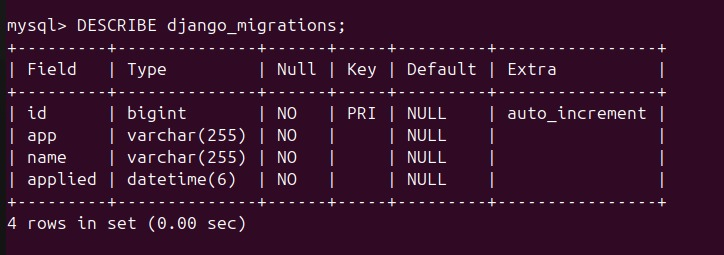 mysql> DESCRIBE django_migrations;
+---------+--------------+------+-----+---------+----------------+
| Field   | Type         | Null | Key | Default | Extra          |
+---------+--------------+------+-----+---------+----------------+
| id      | bigint       | NO   | PRI | NULL    | auto_increment |
| app     | varchar(255) | NO   |     | NULL    |                |
| name    | varchar(255) | NO   |     | NULL    |                |
| applied | datetime(6)  | NO   |     | NULL    |                |
+---------+--------------+------+-----+---------+----------------+
4 rows in set (0.00 sec)